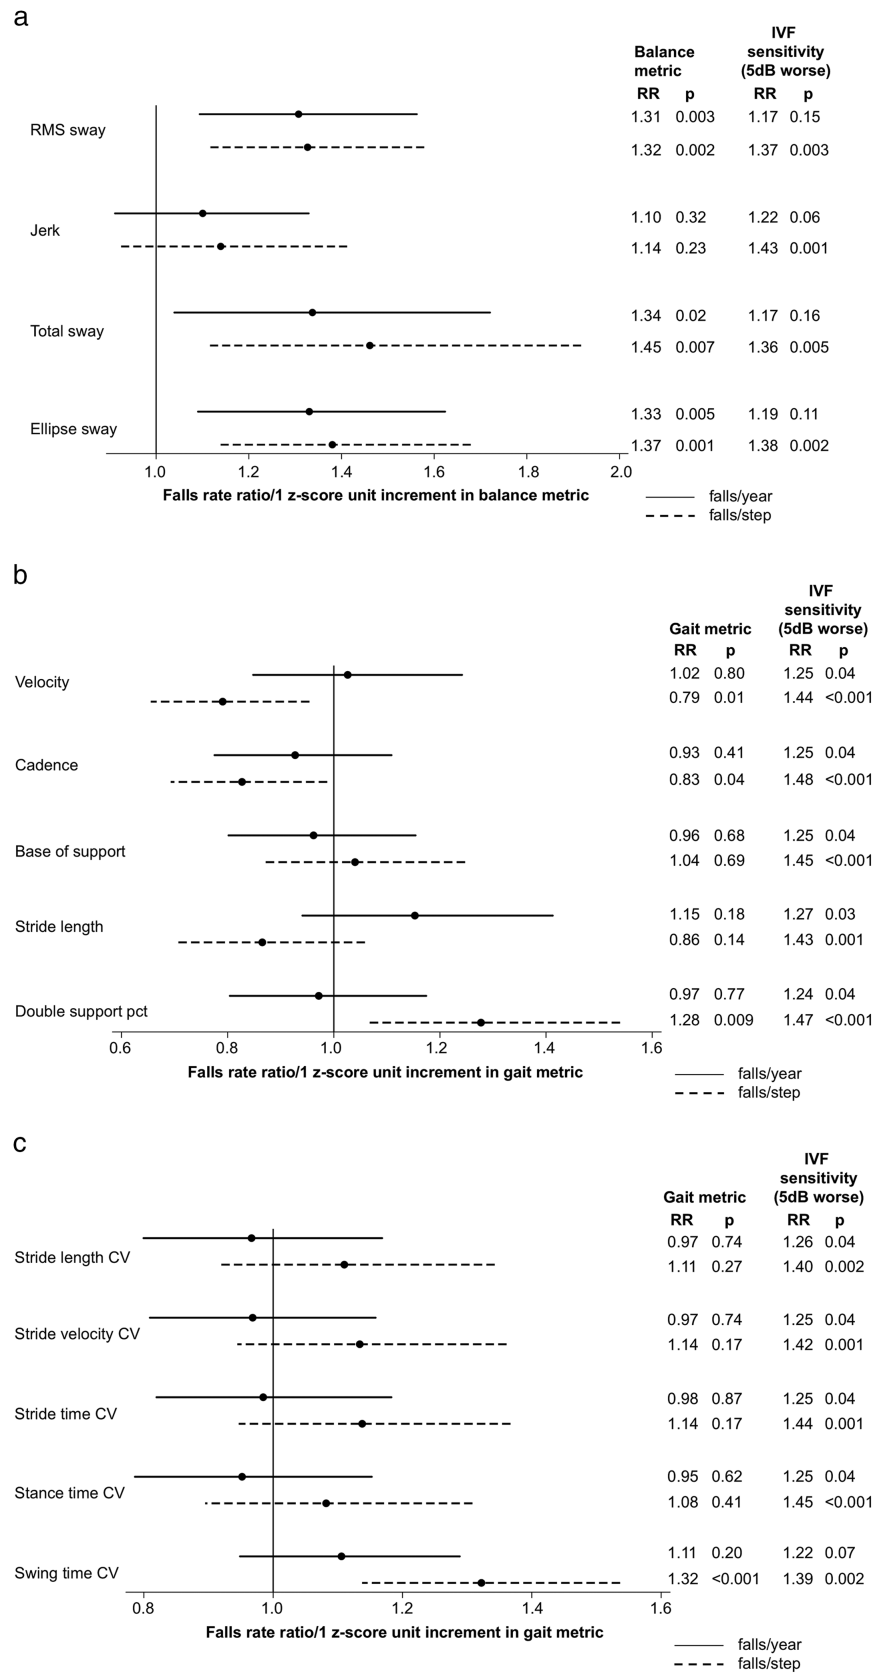 a
IVF
Balance sensitivity
metric (5dB worse)
RR p RR p
1.31 0.003 1.17 0.15
RMS sway
1.32 0.002 1.37 0.003
1.10 0.32 1.22 0.06
Jerk
1.14 0.23 1.43 0.001
1.34 0.02 1.17 0.16
Total sway
1.45 0.007 1.36 0.005
1.33 0.005 1.19 0.11
Ellipse sway
1.37 0.001 1.38 0.002
1.0 1.2 1.4 1.6 1.8 2.0
Falls rate ratio/1 z-score unit increment in balance metric
falls/year
falls/step
b
IVF
sensitivity
Gait metric (5dB worse)
RR p RR p
1.02 0.80 1.25 0.04
Velocity
0.79 0.01 1.44 <0.001
0.93 0.41 1.25 0.04
Cadence
0.83 0.04 1.48 <0.001
0.96 0.68 1.25 0.04
Base of support
1.04 0.69 1.45 <0.001
1.15 0.18 1.27 0.03
Stride length
0.86 0.14 1.43 0.001
0.97 0.77 1.24 0.04
Double support pct
1.28 0.009 1.47 <0.001
0.6 0.8 1.0 1.2 1.4 1.6
Falls rate ratio/1 z-score unit increment in gait metric
falls/year
falls/step
c
IVF
sensitivity
Gait metric (5dB worse)
RR p RR p
0.97 0.74 1.26 0.04
Stride length CV
1.11 0.27 1.40 0.002
0.97 0.74 1.25 0.04
Stride velocity CV
1.14 0.17 1.42 0.001
0.98 0.87 1.25 0.04
Stride time CV
1.14 0.17 1.44 0.001
0.95 0.62 1.25 0.04
Stance time CV
1.08 0.41 1.45 <0.001
1.11 0.20 1.22 0.07
Swing time CV
1.32 <0.001 1.39 0.002
0.8 1.0 1.2 1.4 1.6
Falls rate ratio/1 z-score unit increment in gait metric
falls/year
falls/step